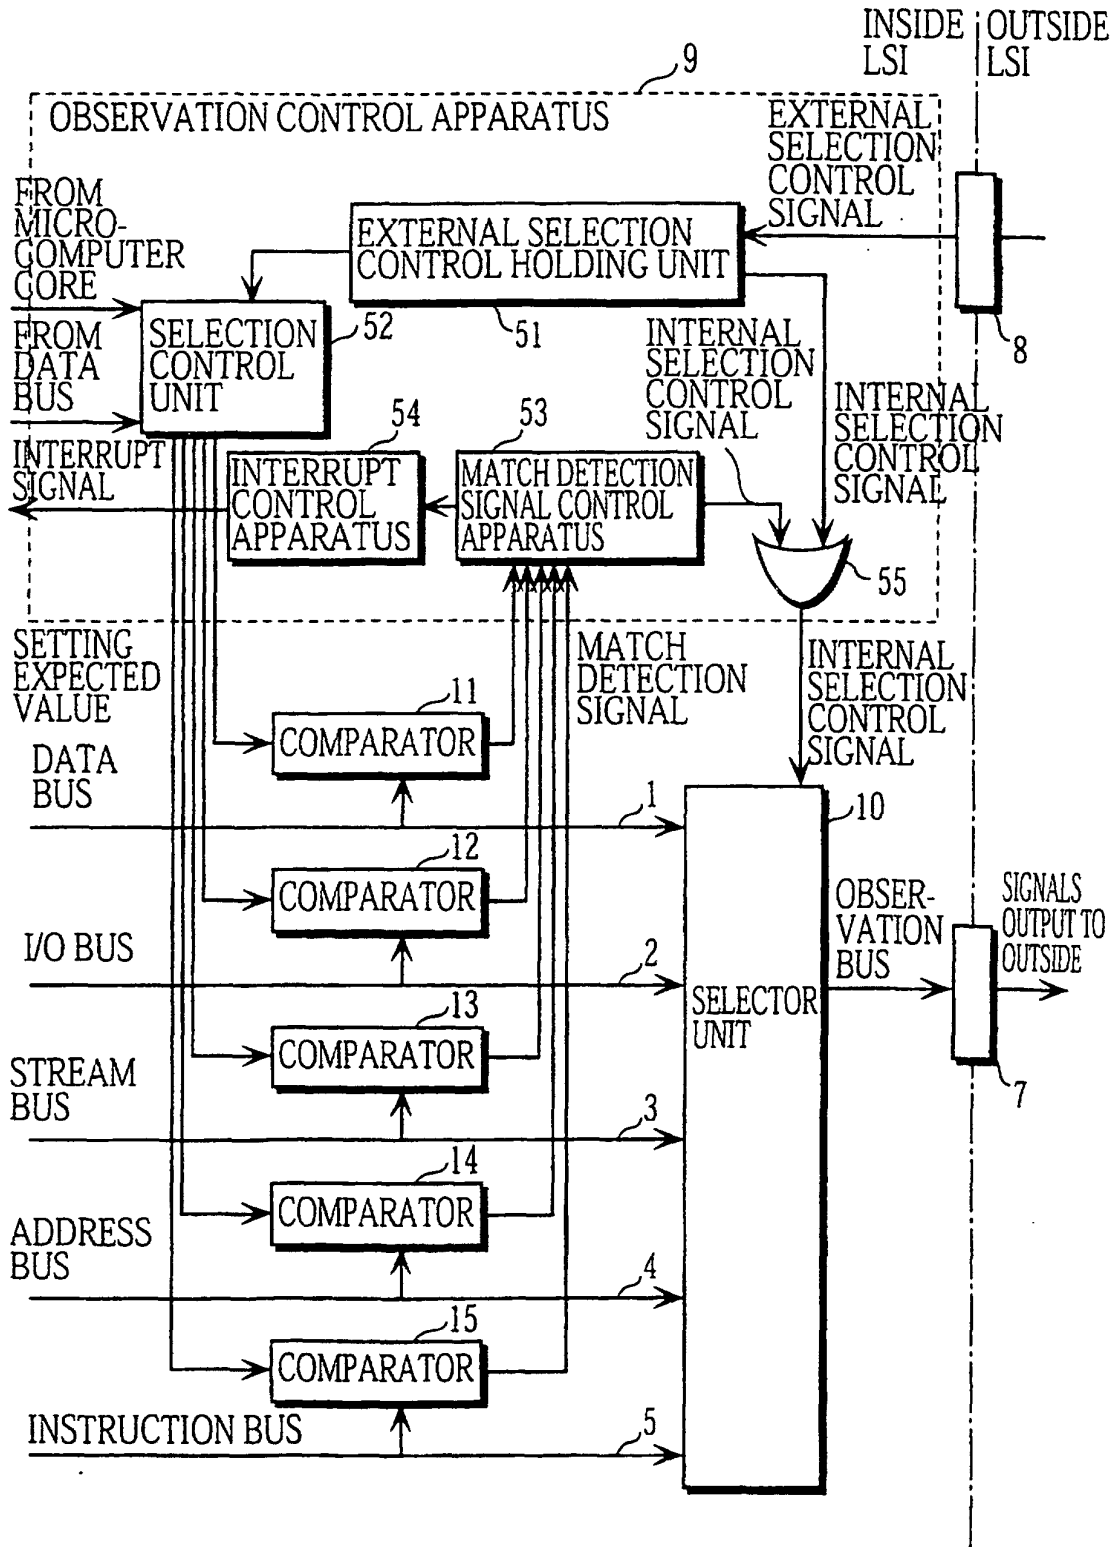 INSIDE
LSI
OUTSIDE
LSI
9
OBSERVATION CONTROL APPARATUS
EXTERNAL
SELECTION
CONTROL
SIGNAL
FROM
MICRO-
COMPUTER
CORE
EXTERNAL SELECTION
CONTROL HOLDING UNIT
51
8
FROM
DATA
BUS
SELECTION
CONTROL
UNIT
52
INTERNAL
SELECTION
CONTROL
SIGNAL
INTERNAL
SELECTION
CONTROL
SIGNAL
INTERRUPT
SIGNAL
54
INTERRUPT
CONTROL
APPARATUS
53
MATCH DETECTION
SIGNAL CONTROL
APPARATUS
55
SETTING
EXPECTED
VALUE
MATCH
DETECTION
SIGNAL
INTERNAL
SELECTION
CONTROL
SIGNAL
11
COMPARATOR
DATA
BUS
1
10
12
COMPARATOR
I/O BUS
2
OBSER-
VATION
BUS
SIGNALS
OUTPUT TO
OUTSIDE
SELECTOR
UNIT
7
13
COMPARATOR
STREAM
BUS
3
14
COMPARATOR
ADDRESS
BUS
4
15
COMPARATOR
INSTRUCTION BUS
5